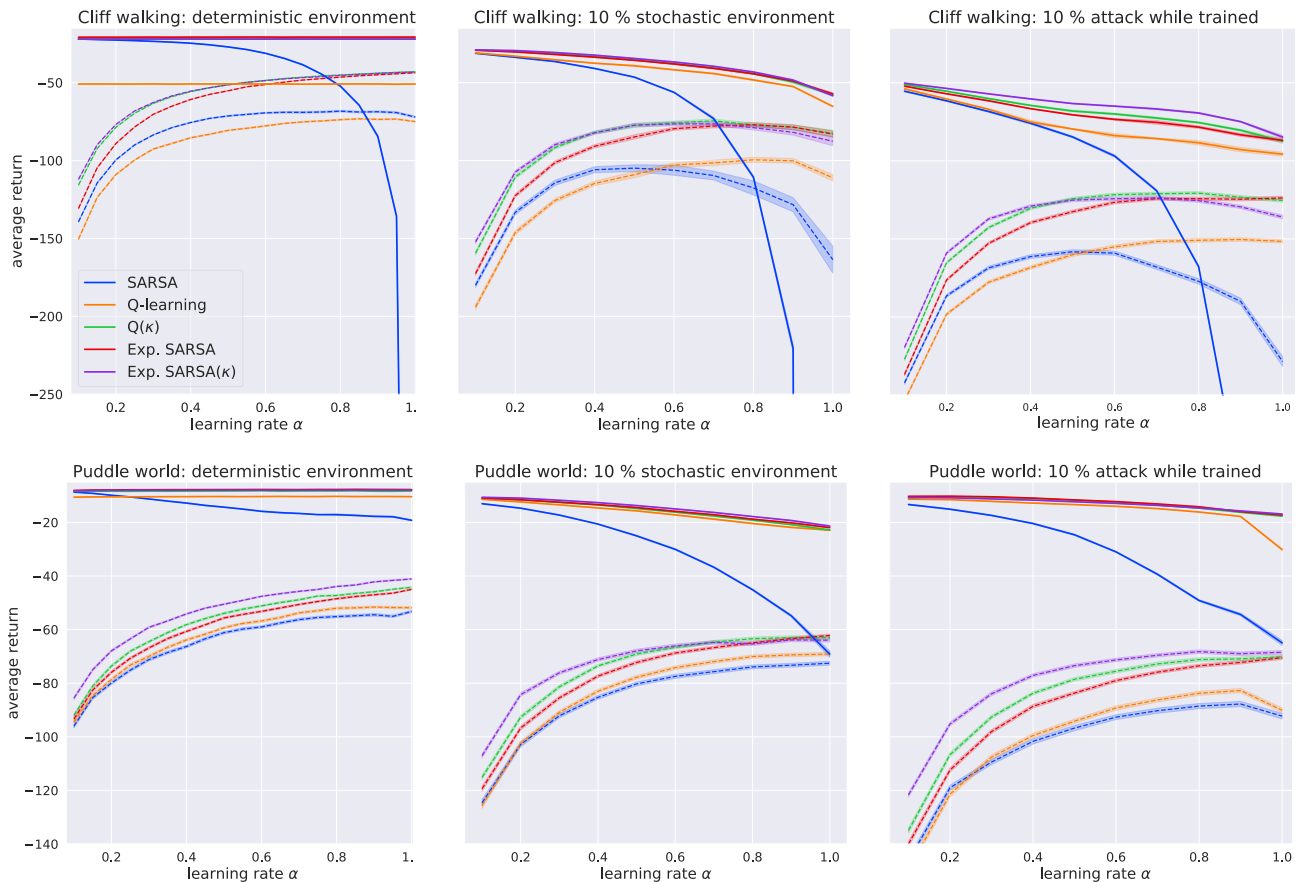 Cliff walking: deterministic environment
Cliff walking: 10 % stochastic environment
Cliff walking: 10 % attack while trained
average return
−50
−100
−150
−200
−250
SARSA
Q-learning
Q(κ)
Exp. SARSA
Exp. SARSA(κ)
0.2 0.4 0.6 0.8 1.
learning rate α
0.2 0.4 0.6 0.8 1.0
learning rate α
0.2 0.4 0.6 0.8 1.0
learning rate α
Puddle world: deterministic environment
Puddle world: 10 % stochastic environment
Puddle world: 10 % attack while trained
average return
−20
−40
−60
−80
−100
−120
−140
0.2 0.4 0.6 0.8 1.
learning rate α
0.2 0.4 0.6 0.8 1.0
learning rate α
0.2 0.4 0.6 0.8 1.0
learning rate α